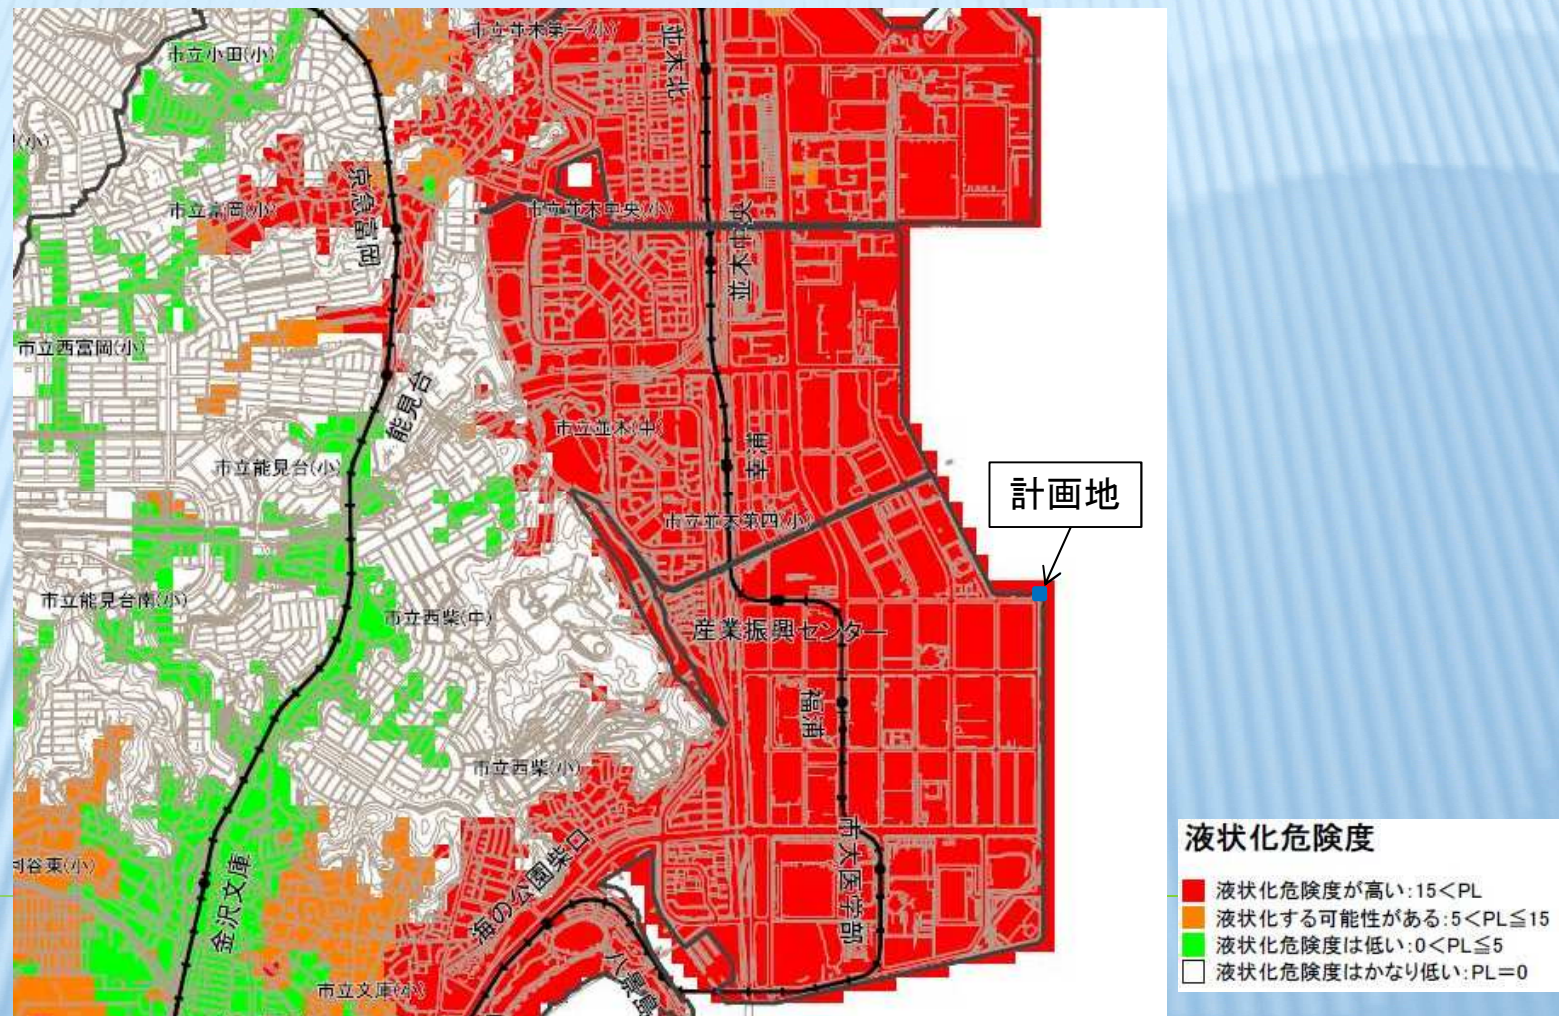 市立並木第一(小)
並木北
市立小田(小)
(小)
京急富岡
市立富岡(小)
市立並木中央(小)
並木中央
市立西富岡(小)
能見台
市立並木(中)
幸浦
市立能見台(小)
計画地
市立並木第四(小)
市立能見台南(小)
市立西柴(中)
産業振興センター
福浦
市立西柴(小)
市大医学部
谷東(小)
金沢文庫
海の公園柴口
八景島
市立文庫(小)
液状化危険度
液状化危険度が高い:15<PL
液状化する可能性がある:5<PL≦15
液状化危険度は低い:0<PL≦5
液状化危険度はかなり低い:PL=0